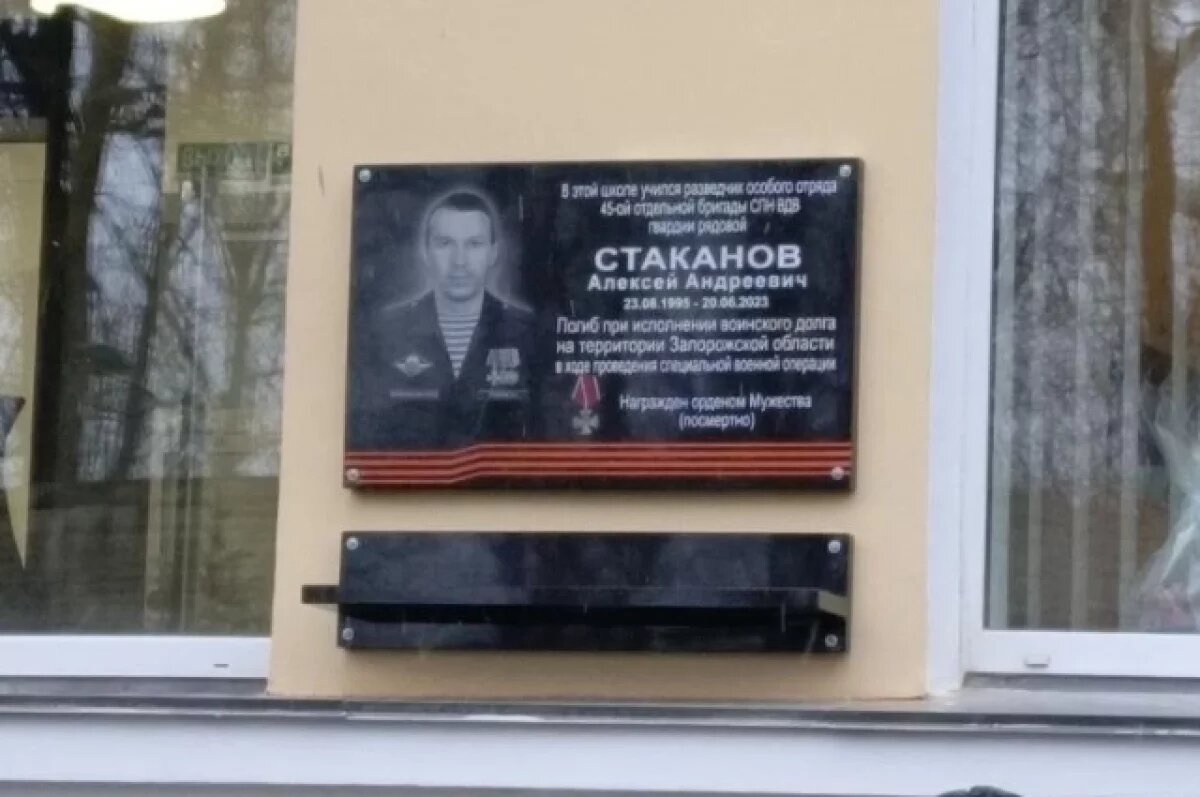 В этой школе учился разведчик особого отряда
45-ой отдельной бригады СПН ВДВ
гвардии рядовой
СТАКАНОВ
Алексей Андреевич
23.08.1995 - 20.06.2023
Погиб при исполнении воинского долга
на территории Запорожской области
в ходе проведения специальной военной операции
Награжден орденом Мужества
(посмертно)